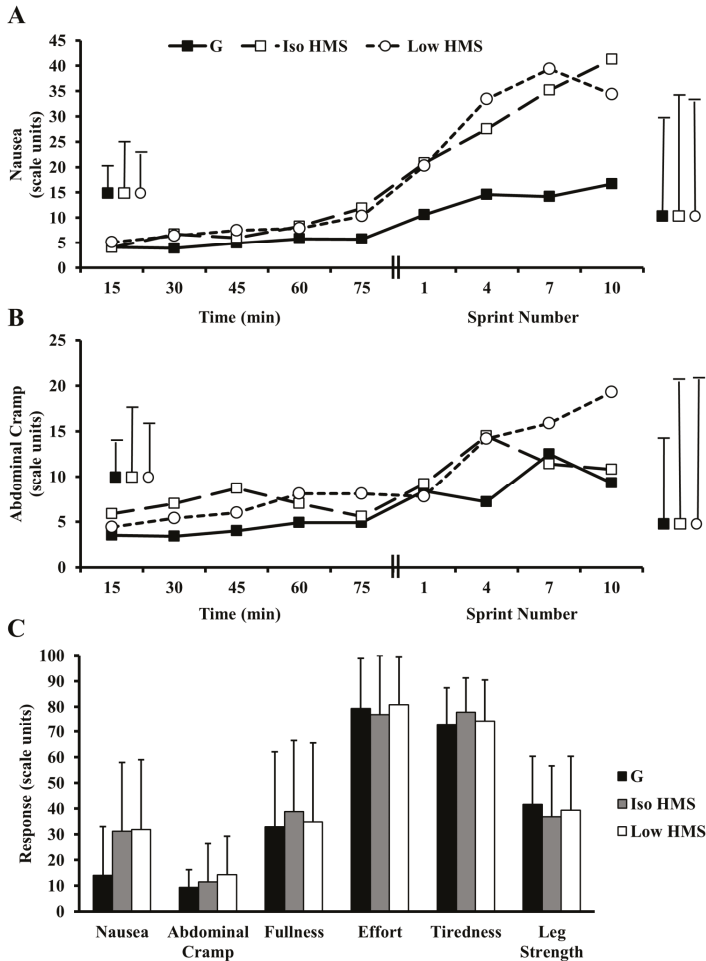 A
G
Iso HMS
Low HMS
Nausea
(scale units)
45
40
35
30
25
20
15
10
5
0
15 30 45 60 75 1 4 7 10
Time (min) Sprint Number
B
Abdominal Cramp
(scale units)
25
20
15
10
5
0
15 30 45 60 75 1 4 7 10
Time (min) Sprint Number
C
Response (scale units)
100
90
80
70
60
50
40
30
20
10
0
G
Iso HMS
Low HMS
Nausea Abdominal Fullness Effort Tiredness Leg
Cramp Strength